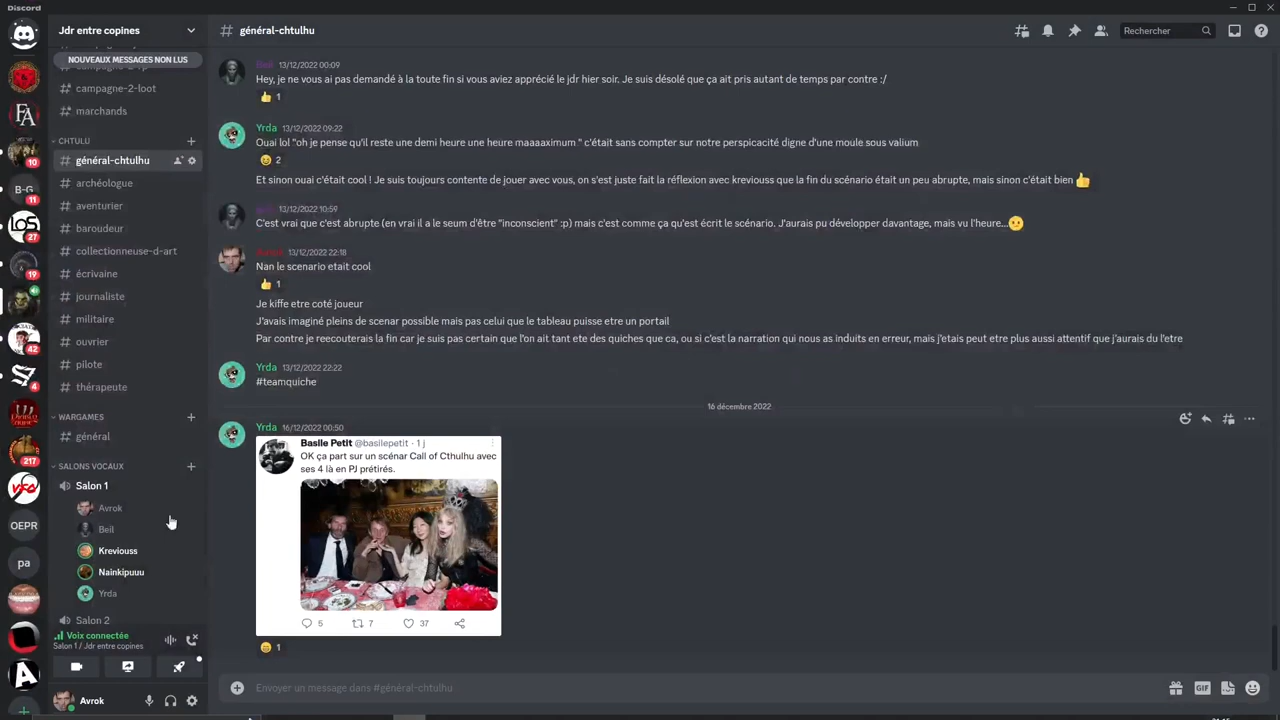 Discord
Jdr entre copines
# général-chtulhu
Rechercher
NOUVEAUX MESSAGES NON LUS
# campagne-2-loot
# marchands
CHTULU
# général-chtulhu
# archéologue
# aventurier
# baroudeur
# collectionneuse-d-art
# écrivaine
# journaliste
# militaire
# ouvrier
# pilote
# thérapeute
WARGAMES
# général
SALONS VOCAUX
Salon 1
Avrok
Beil
Kreviouss
Nainkipuuu
Yrda
Salon 2
Voix connectée
Salon 1 / Jdr entre copines
Avrok
FA
10
B-G
11
LOS
27
19
42
4
217
OEPR
pa
Beil 13/12/2022 00:09
Hey, je ne vous ai pas demandé à la toute fin si vous aviez apprécié le jdr hier soir. Je suis désolé que ça ait pris autant de temps par contre :/
👍 1
Yrda 13/12/2022 09:22
Ouai lol "oh je pense qu'il reste une demi heure une heure maaaaximum " c'était sans compter sur notre perspicacité digne d'une moule sous valium
😄 2
Et sinon ouai c'était cool ! Je suis toujours contente de jouer avec vous, on s'est juste fait la réflexion avec kreviouss que la fin du scénario était un peu abrupte, mais sinon c'était bien 👍
Beil 13/12/2022 10:59
C'est vrai que c'est abrupte (en vrai il a le seum d'être "inconscient" :p) mais c'est comme ça qu'est écrit le scénario. J'aurais pu développer davantage, mais vu l'heure...
Avrok 13/12/2022 22:18
Nan le scenario etait cool
👍 1
Je kiffe etre coté joueur
J'avais imaginé pleins de scenar possible mais pas celui que le tableau puisse etre un portail
Par contre je reecouterais la fin car je suis pas certain que l'on ait tant ete des quiches que ca, ou si c'est la narration qui nous as induits en erreur, mais j'etais peut etre plus aussi attentif que j'aurais du l'etre
Yrda 13/12/2022 22:22
#teamquiche
16 décembre 2022
Yrda 16/12/2022 00:50
Basile Petit @basilepetit · 1 j
OK ça part sur un scénar Call of Cthulhu avec
ses 4 là en PJ prétirés.
5 7 37
😄 1
Envoyer un message dans #général-chtulhu
GIF